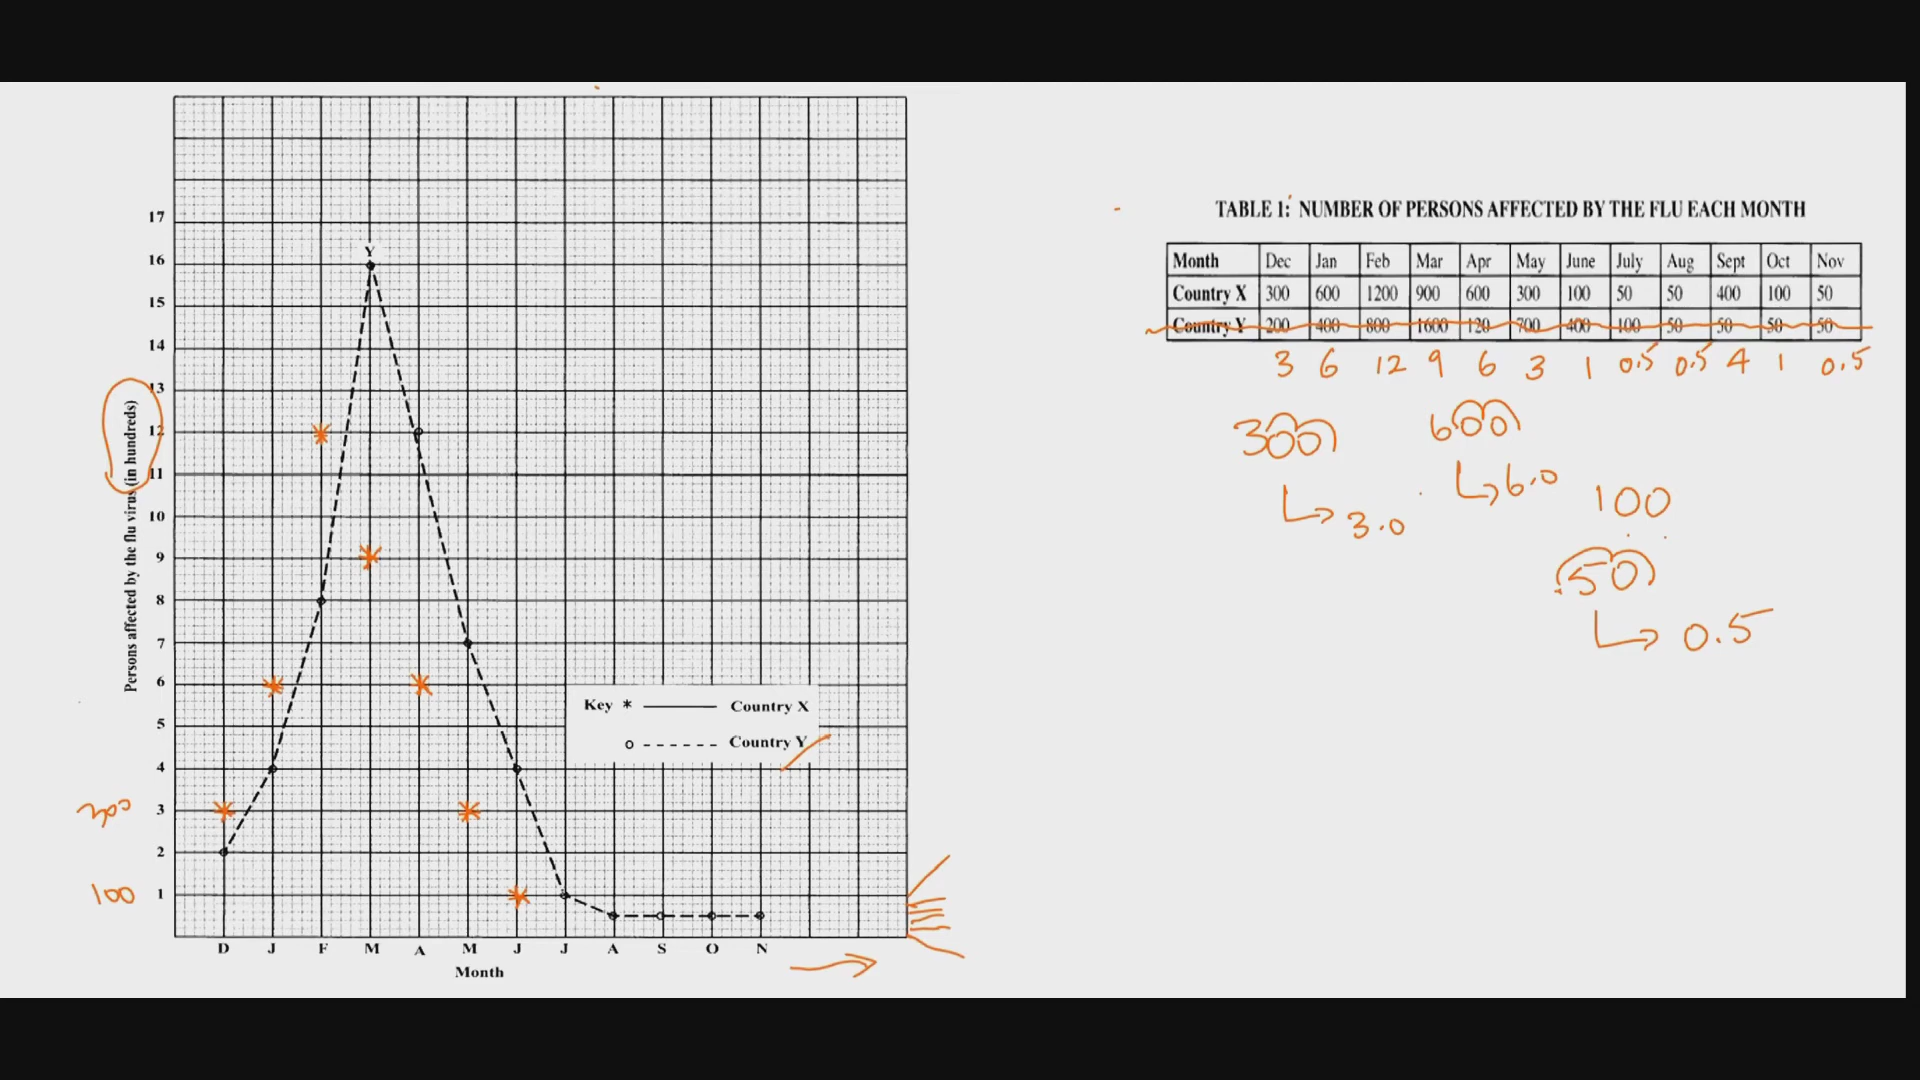 17
16
15
14
13
12
11
10
9
8
7
6
5
4
3
2
1
Persons affected by the flu virus (in hundreds)
300
100
Y
Key * Country X
Country Y
D J F M A M J J A S O N
Month
TABLE 1: NUMBER OF PERSONS AFFECTED BY THE FLU EACH MONTH
Month Dec Jan Feb Mar Apr May June July Aug Sept Oct Nov
Country X 300 600 1200 900 600 300 100 50 50 400 100 50
Country Y 200 400 800 1600 120 700 400 100 50 50 50 50
3 6 12 9 6 3 1 0.5 0.5 4 1 0.5
300 600
3.0 6.0
100
.50
0.5